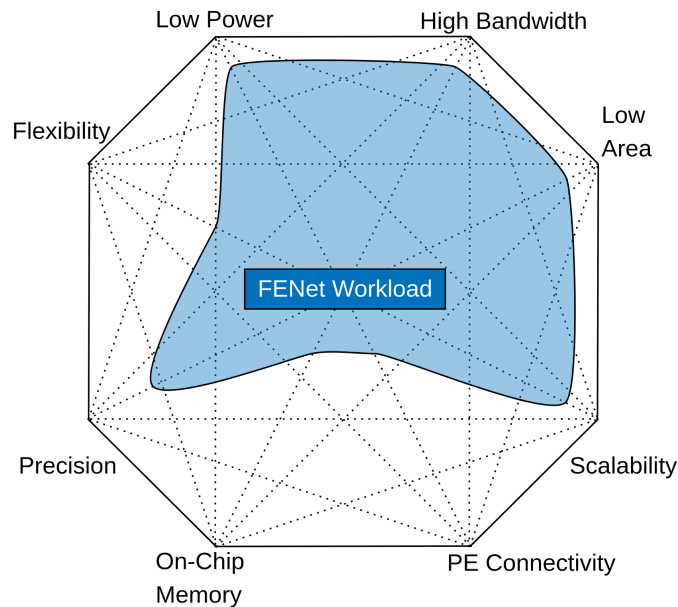 Low Power
High Bandwidth
Low
Area
Flexibility
FENet Workload
Precision
Scalability
On-Chip
Memory
PE Connectivity